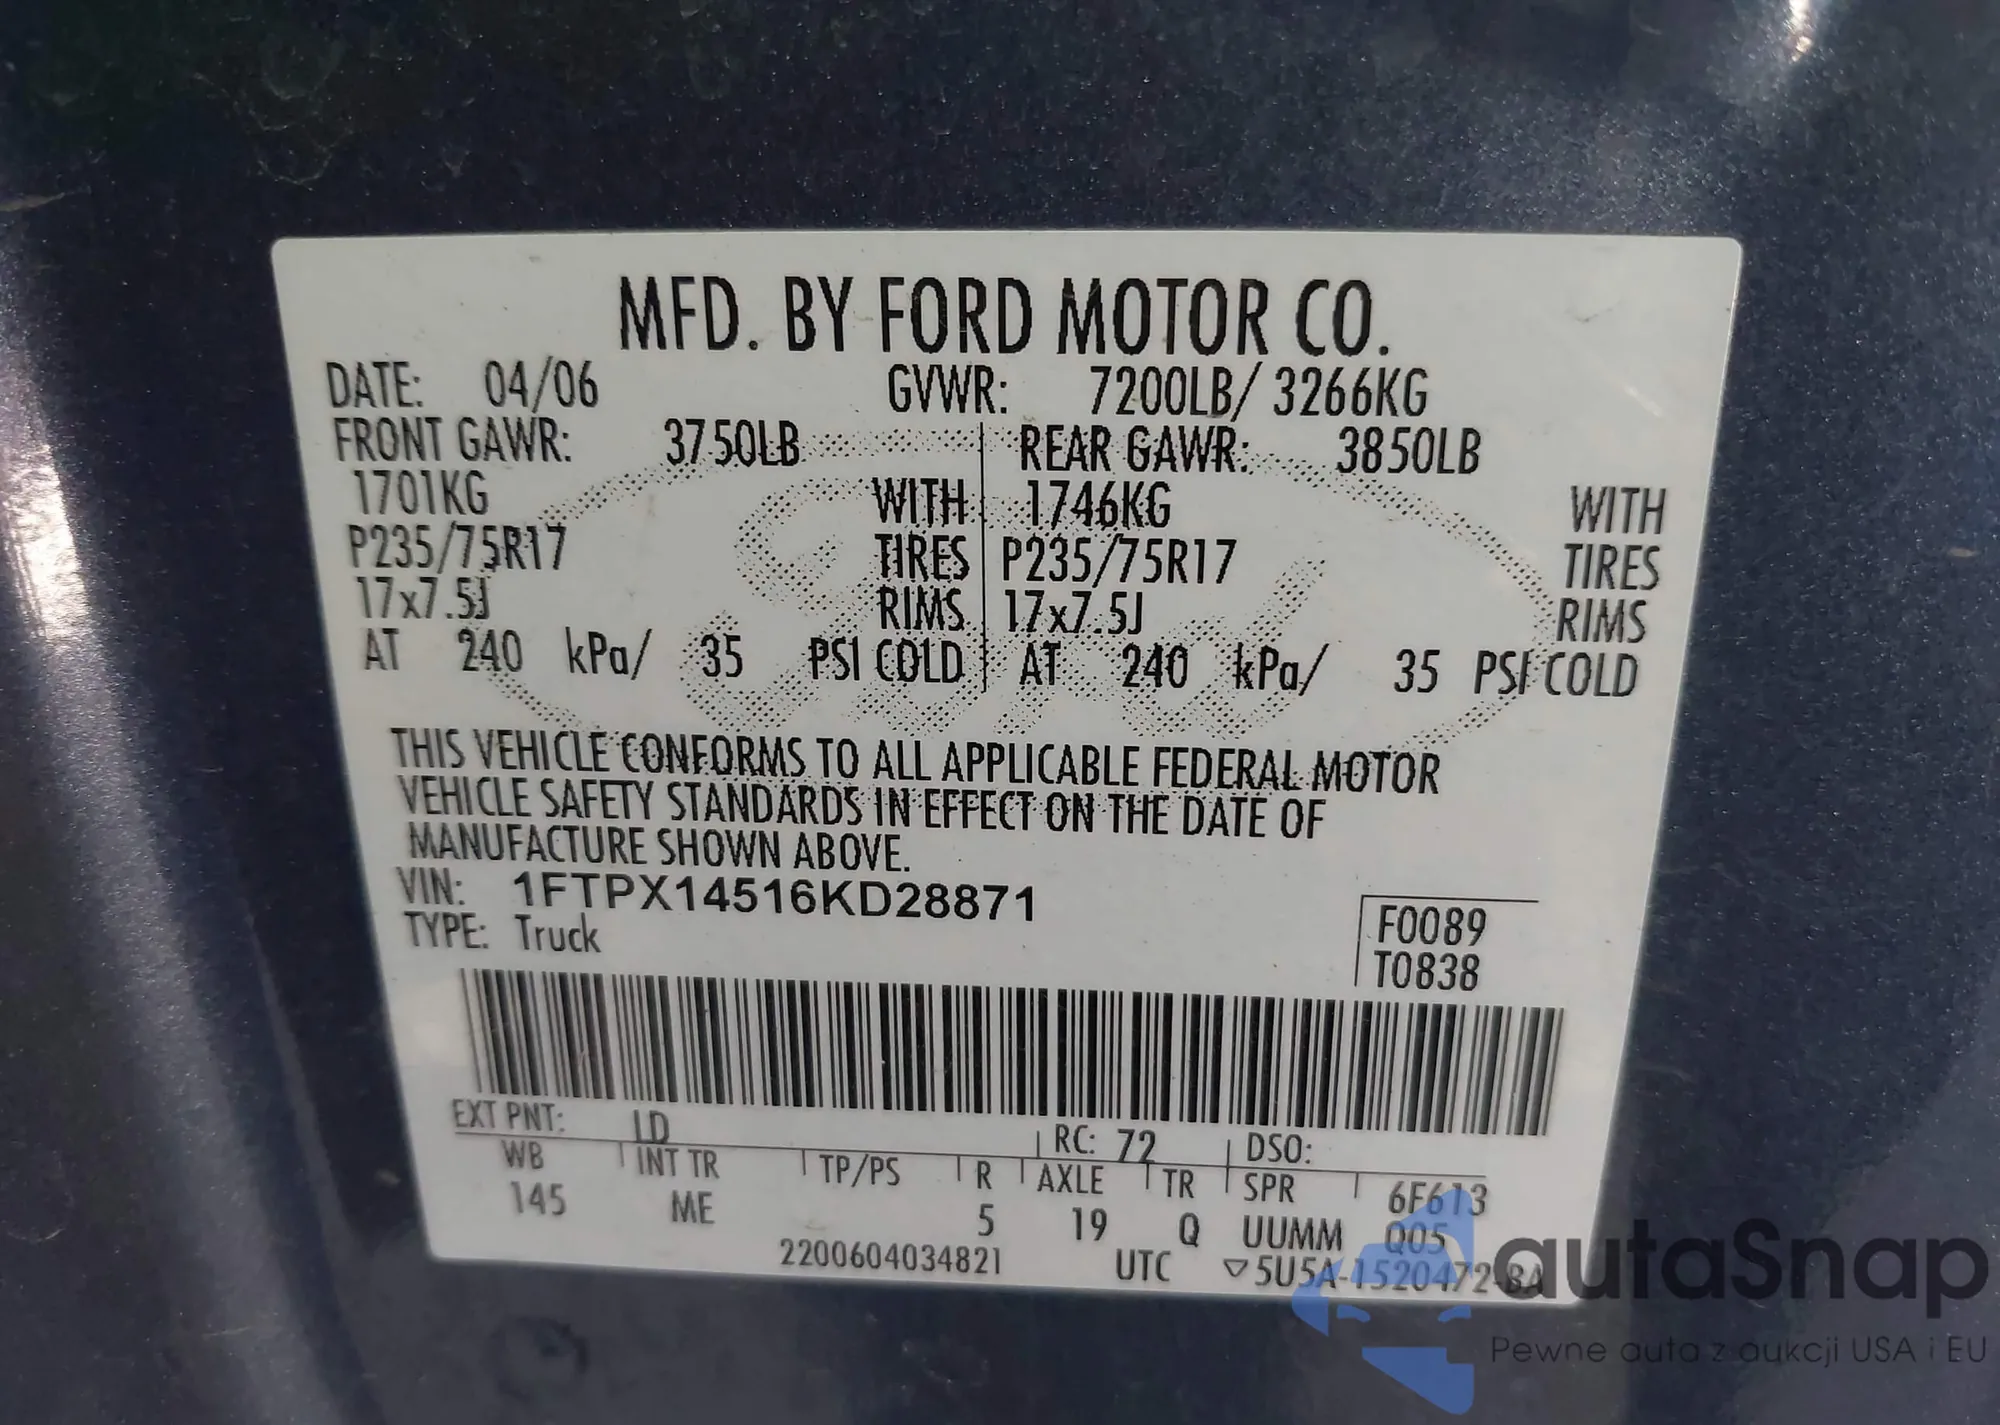 MFD. BY FORD MOTOR CO.
DATE: 04/06 GVWR: 7200LB/ 3266KG
FRONT GAWR: 3750LB REAR GAWR: 3850LB
1701KG WITH 1746KG WITH
P235/75R17 TIRES P235/75R17 TIRES
17x7.5J RIMS 17x7.5J RIMS
AT 240 kPa/ 35 PSI COLD AT 240 kPa/ 35 PSI COLD
THIS VEHICLE CONFORMS TO ALL APPLICABLE FEDERAL MOTOR
VEHICLE SAFETY STANDARDS IN EFFECT ON THE DATE OF
MANUFACTURE SHOWN ABOVE.
VIN: 1FTPX14516KD28871
TYPE: Truck
F0089
T0838
EXT PNT: LD RC: 72 DSO:
WB INT TR TP/PS R AXLE TR SPR 6F613
145 ME 5 19 Q UUMM Q05
2200604034821 UTC ▽5U5A-1520472-BA
autaSnap
Pewne auta z aukcji USA i EU